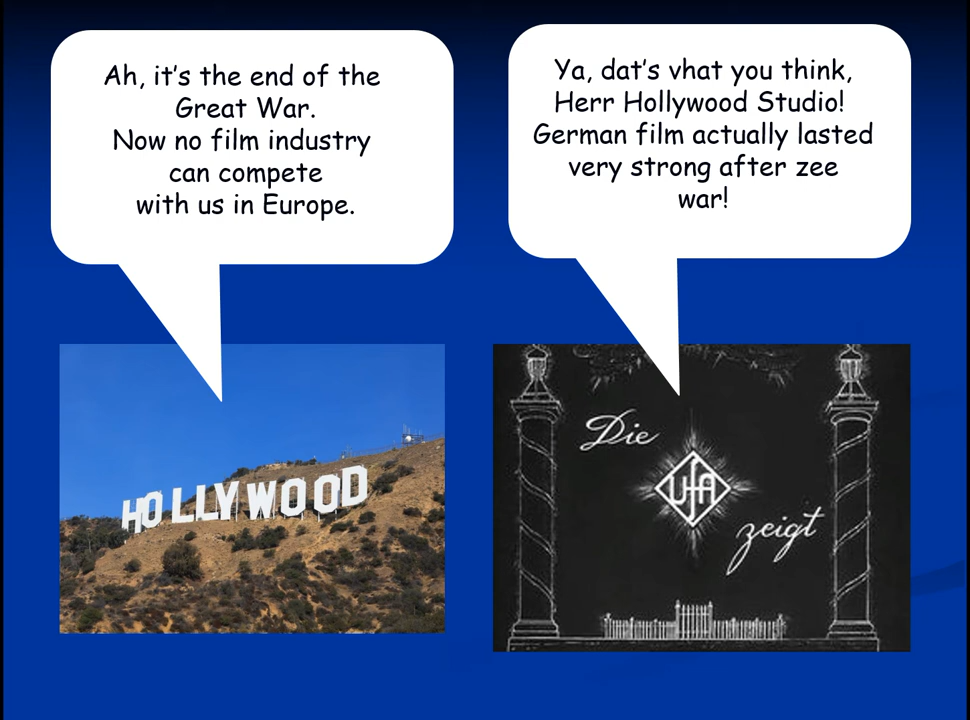 Ah, it's the end of the
Great War.
Now no film industry
can compete
with us in Europe.
Ya, dat's vhat you think,
Herr Hollywood Studio!
German film actually lasted
very strong after zee
war!
HOLLYWOOD
Die
UfA
zeigt